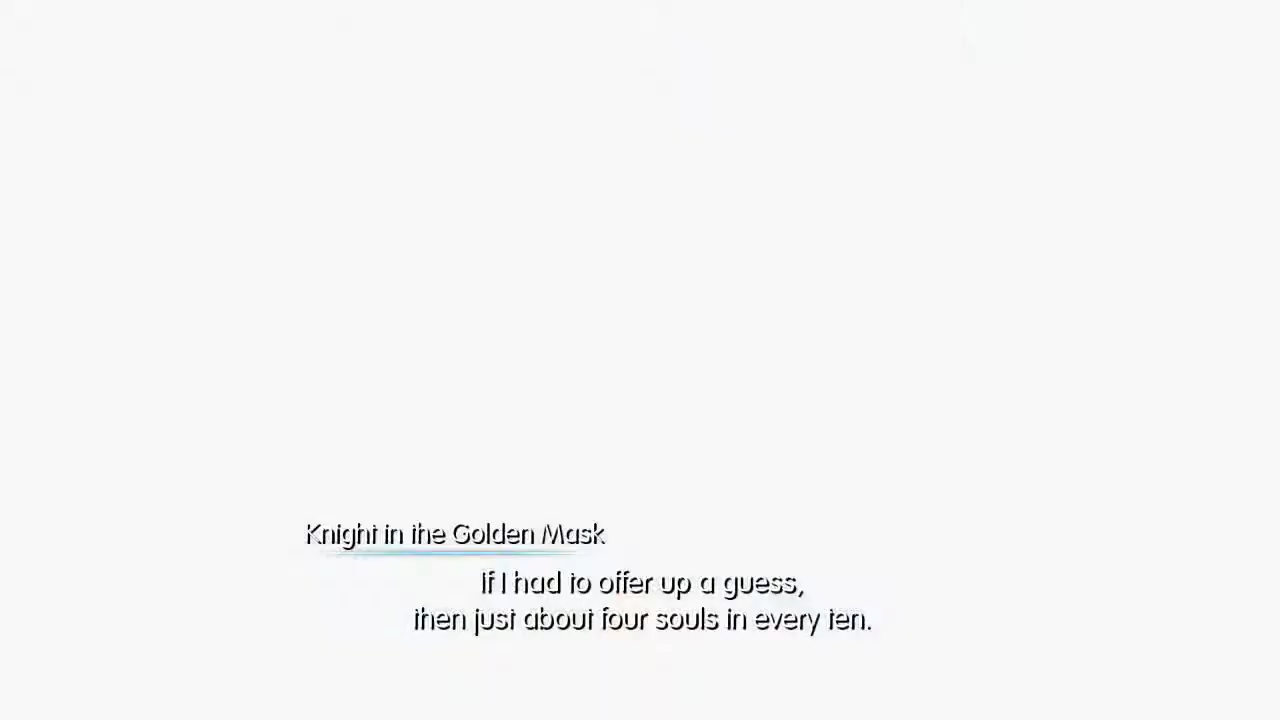 Knight in the Golden Mask
If I had to offer up a guess,
then just about four souls in every ten.